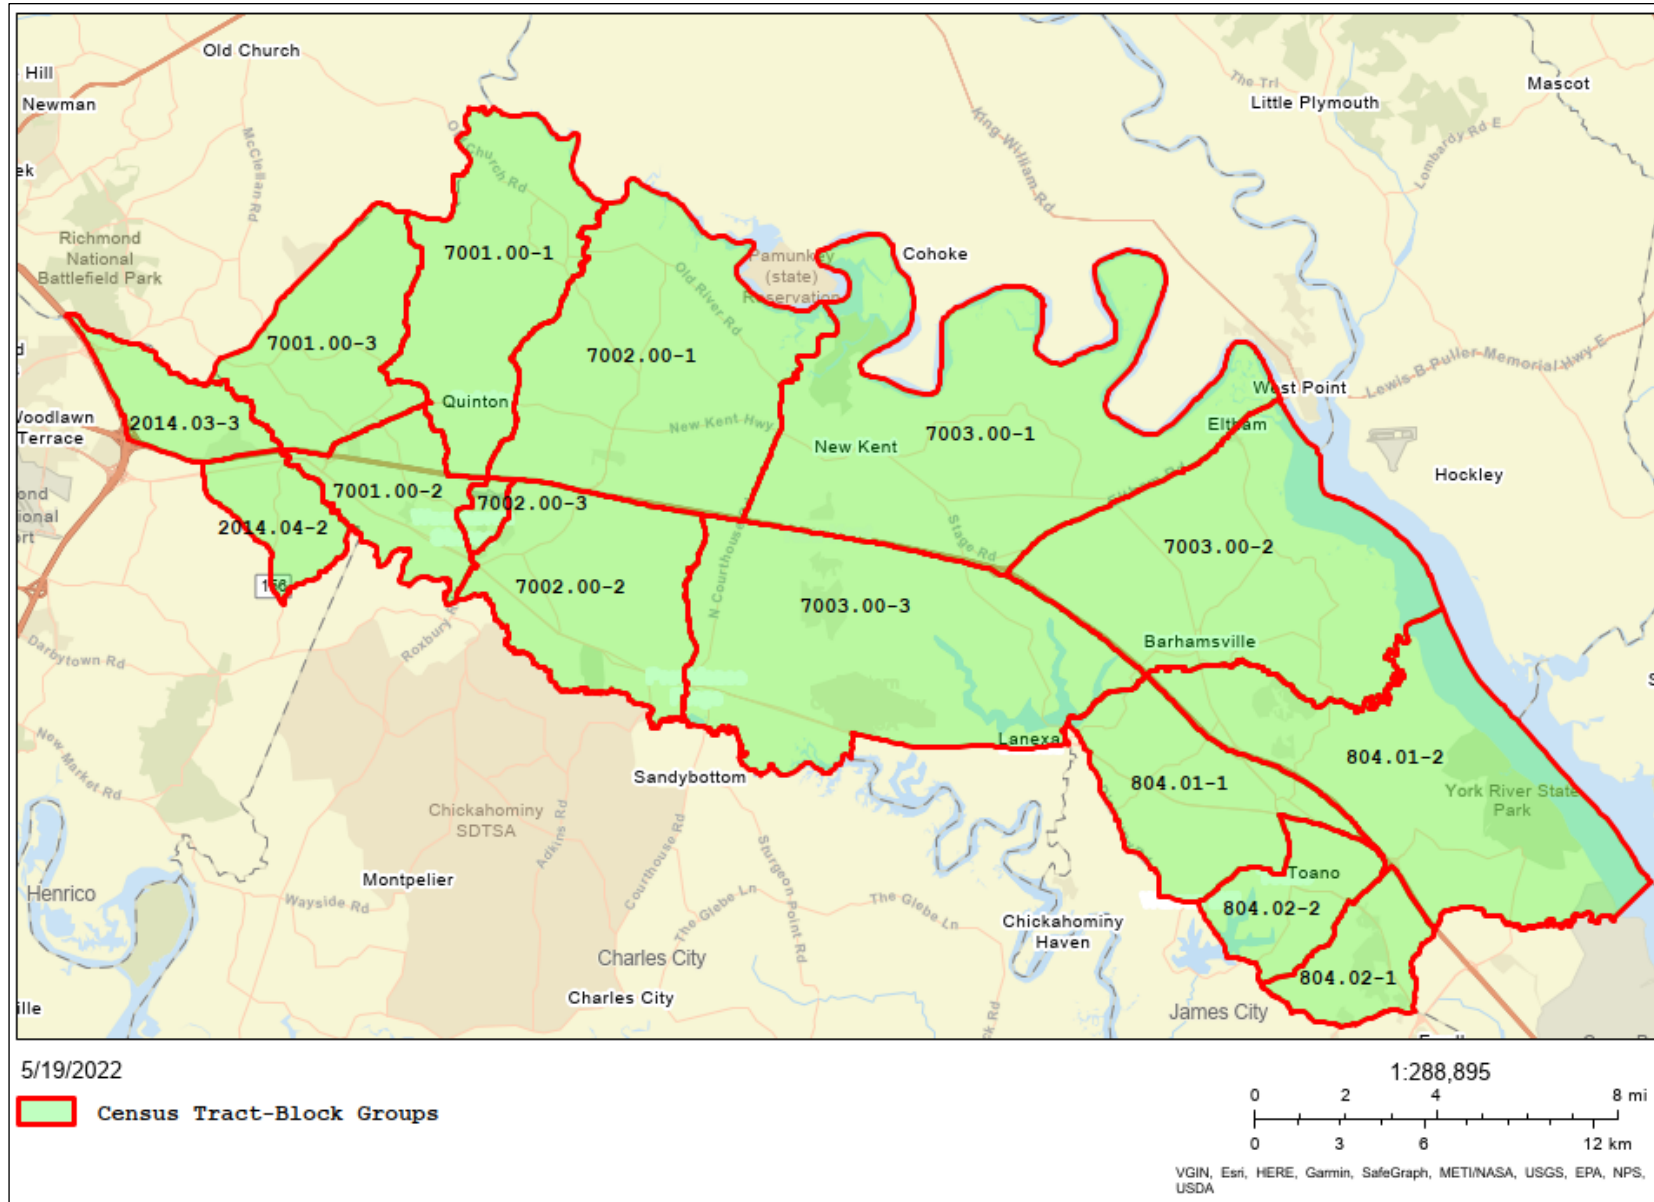 Old Church
Hill
Newman
Mascot
Little Plymouth
The Trl
Lombardy Rd E
King William Rd
McClellan Rd
Old Church Rd
ek
Richmond
National
Battlefield Park
7001.00-1
Cohoke
Pamunkey
(state)
Reservation
Old River Rd
7001.00-3
7002.00-1
Lewis B Puller Memorial Hwy E
West Point
Quinton
Woodlawn
Terrace
2014.03-3
New Kent Hwy
New Kent
7003.00-1
Eltham
Hockley
7001.00-2
7002.00-3
2014.04-2
Stage Rd
7003.00-2
156
7002.00-2
7003.00-3
N Courthouse
Roxbury
Darbytown Rd
Barhamsville
Lanexa
New Market Rd
Sandybottom
804.01-2
804.01-1
York River State
Park
Chickahominy
SDTSA
Adkins Rd
Courthouse Rd
Sturgeon Point Rd
Toano
Montpelier
Henrico
Wayside Rd
The Glebe Ln
The Glebe Ln
804.02-2
Chickahominy
Haven
Charles City
Charles City
804.02-1
James City
ille
ck Rd
5/19/2022
Census Tract-Block Groups
1:288,895
0 2 4 8 mi
0 3 6 12 km
VGIN, Esri, HERE, Garmin, SafeGraph, METI/NASA, USGS, EPA, NPS,
USDA